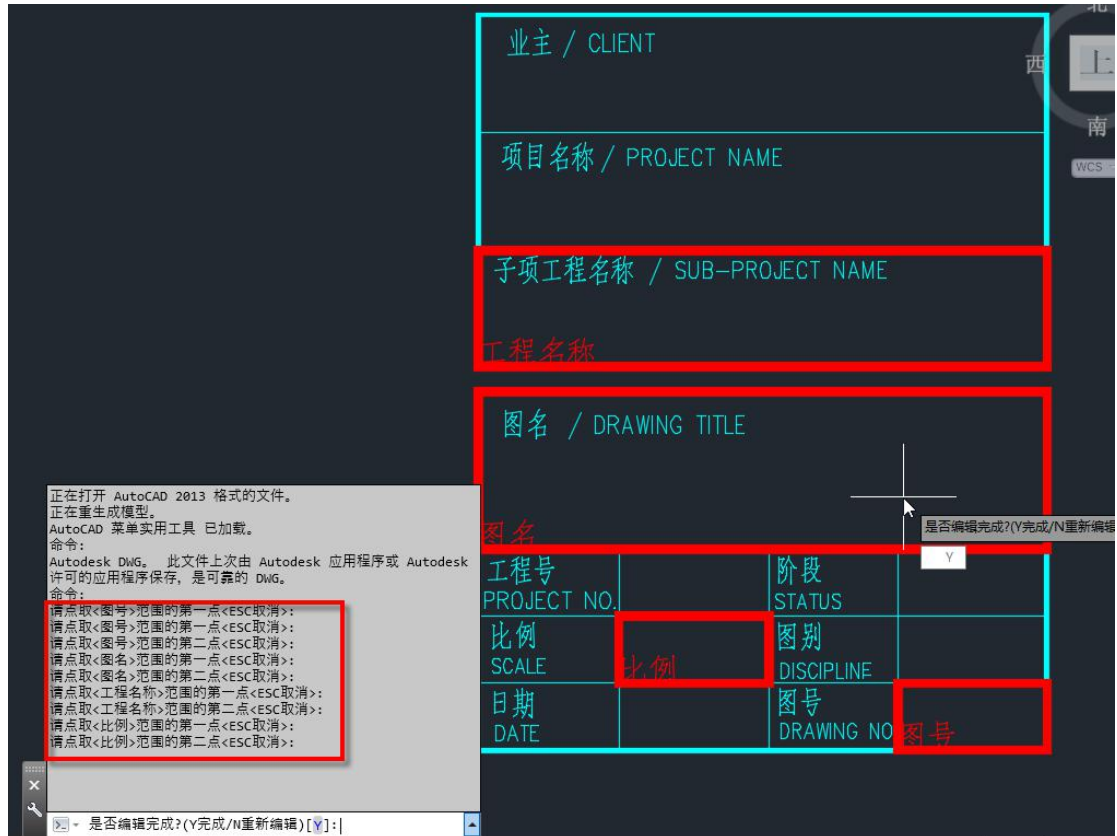 北
业主 / CLIENT
西
上
南
项目名称 / PROJECT NAME
WCS
子项工程名称 / SUB-PROJECT NAME
工程名称
图名 / DRAWING TITLE
图名
是否编辑完成?(Y完成/N重新编辑
Y
工程号
PROJECT NO.
阶段
STATUS
比例
SCALE
比例
图别
DISCIPLINE
日期
DATE
图号
DRAWING NO
图号
正在打开 AutoCAD 2013 格式的文件。
正在重生成模型。
AutoCAD 菜单实用工具 已加载。
命令:
Autodesk DWG。 此文件上次由 Autodesk 应用程序或 Autodesk
许可的应用程序保存, 是可靠的 DWG。
命令:
请点取<图号>范围的第一点<ESC取消>:
请点取<图号>范围的第一点<ESC取消>:
请点取<图号>范围的第二点<ESC取消>:
请点取<图名>范围的第一点<ESC取消>:
请点取<图名>范围的第二点<ESC取消>:
请点取<工程名称>范围的第一点<ESC取消>:
请点取<工程名称>范围的第二点<ESC取消>:
请点取<比例>范围的第一点<ESC取消>:
请点取<比例>范围的第二点<ESC取消>:
是否编辑完成?(Y完成/N重新编辑)[Y]: